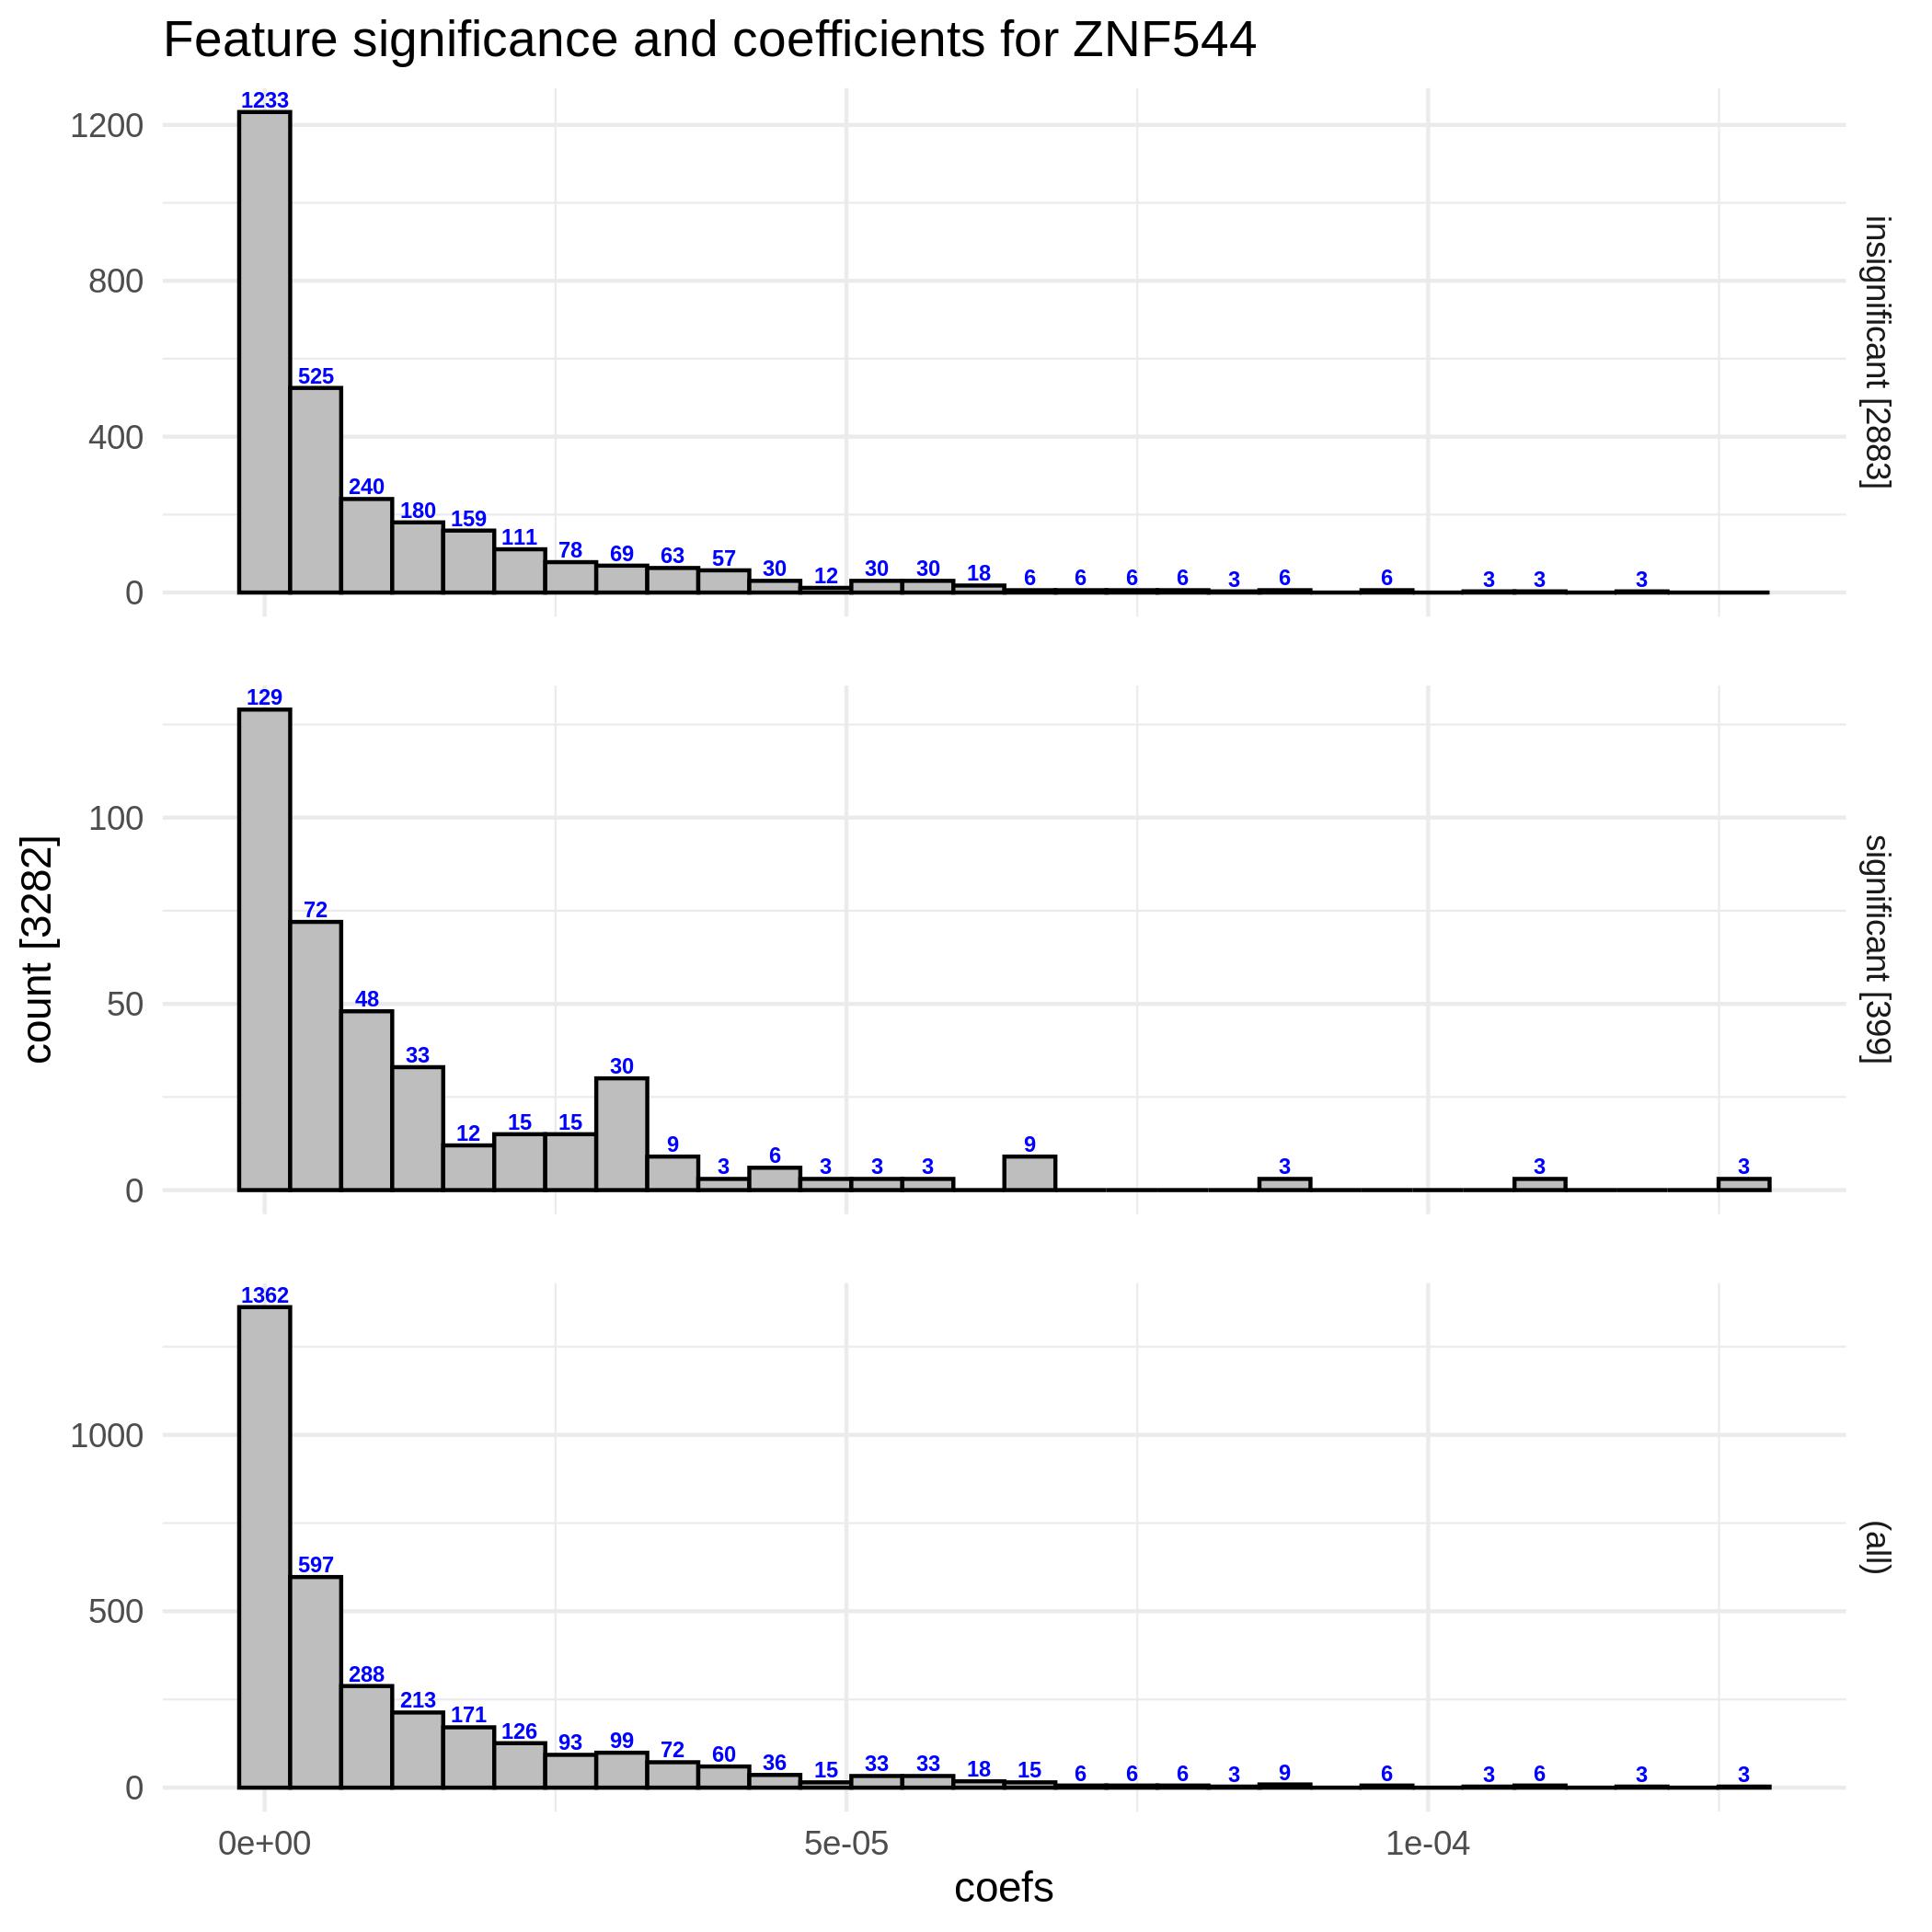 Feature significance and coefficients for ZNF544
1233
1200
525
800
insignificant [2883]
400
240
180 159 111 78 69 63 57 30 12 30 30 18 6 6 6 6 3 6 6 3 3 3
0
129
100
72
count [3282]
significant [399]
50
48
33
12 15 15 30 9 3 6 3 3 3 9 3 3 3
0
1362
1000
597
(all)
500
288
213 171 126 93 99 72 60 36 15 33 33 18 15 6 6 6 3 9 6 3 6 3 3
0
0e+00 5e-05 1e-04
coefs